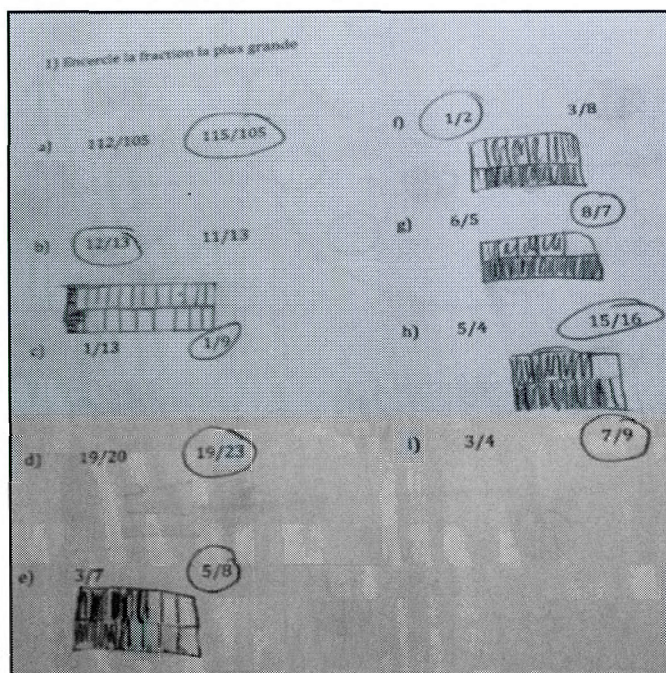 1) Encercle la fraction la plus grande
a) 112/105 115/105
b) 12/13 11/13
c) 1/13 1/9
d) 19/20 19/23
e) 3/7 5/8
f) 1/2 3/8
g) 6/5 8/7
h) 5/4 15/16
i) 3/4 7/9